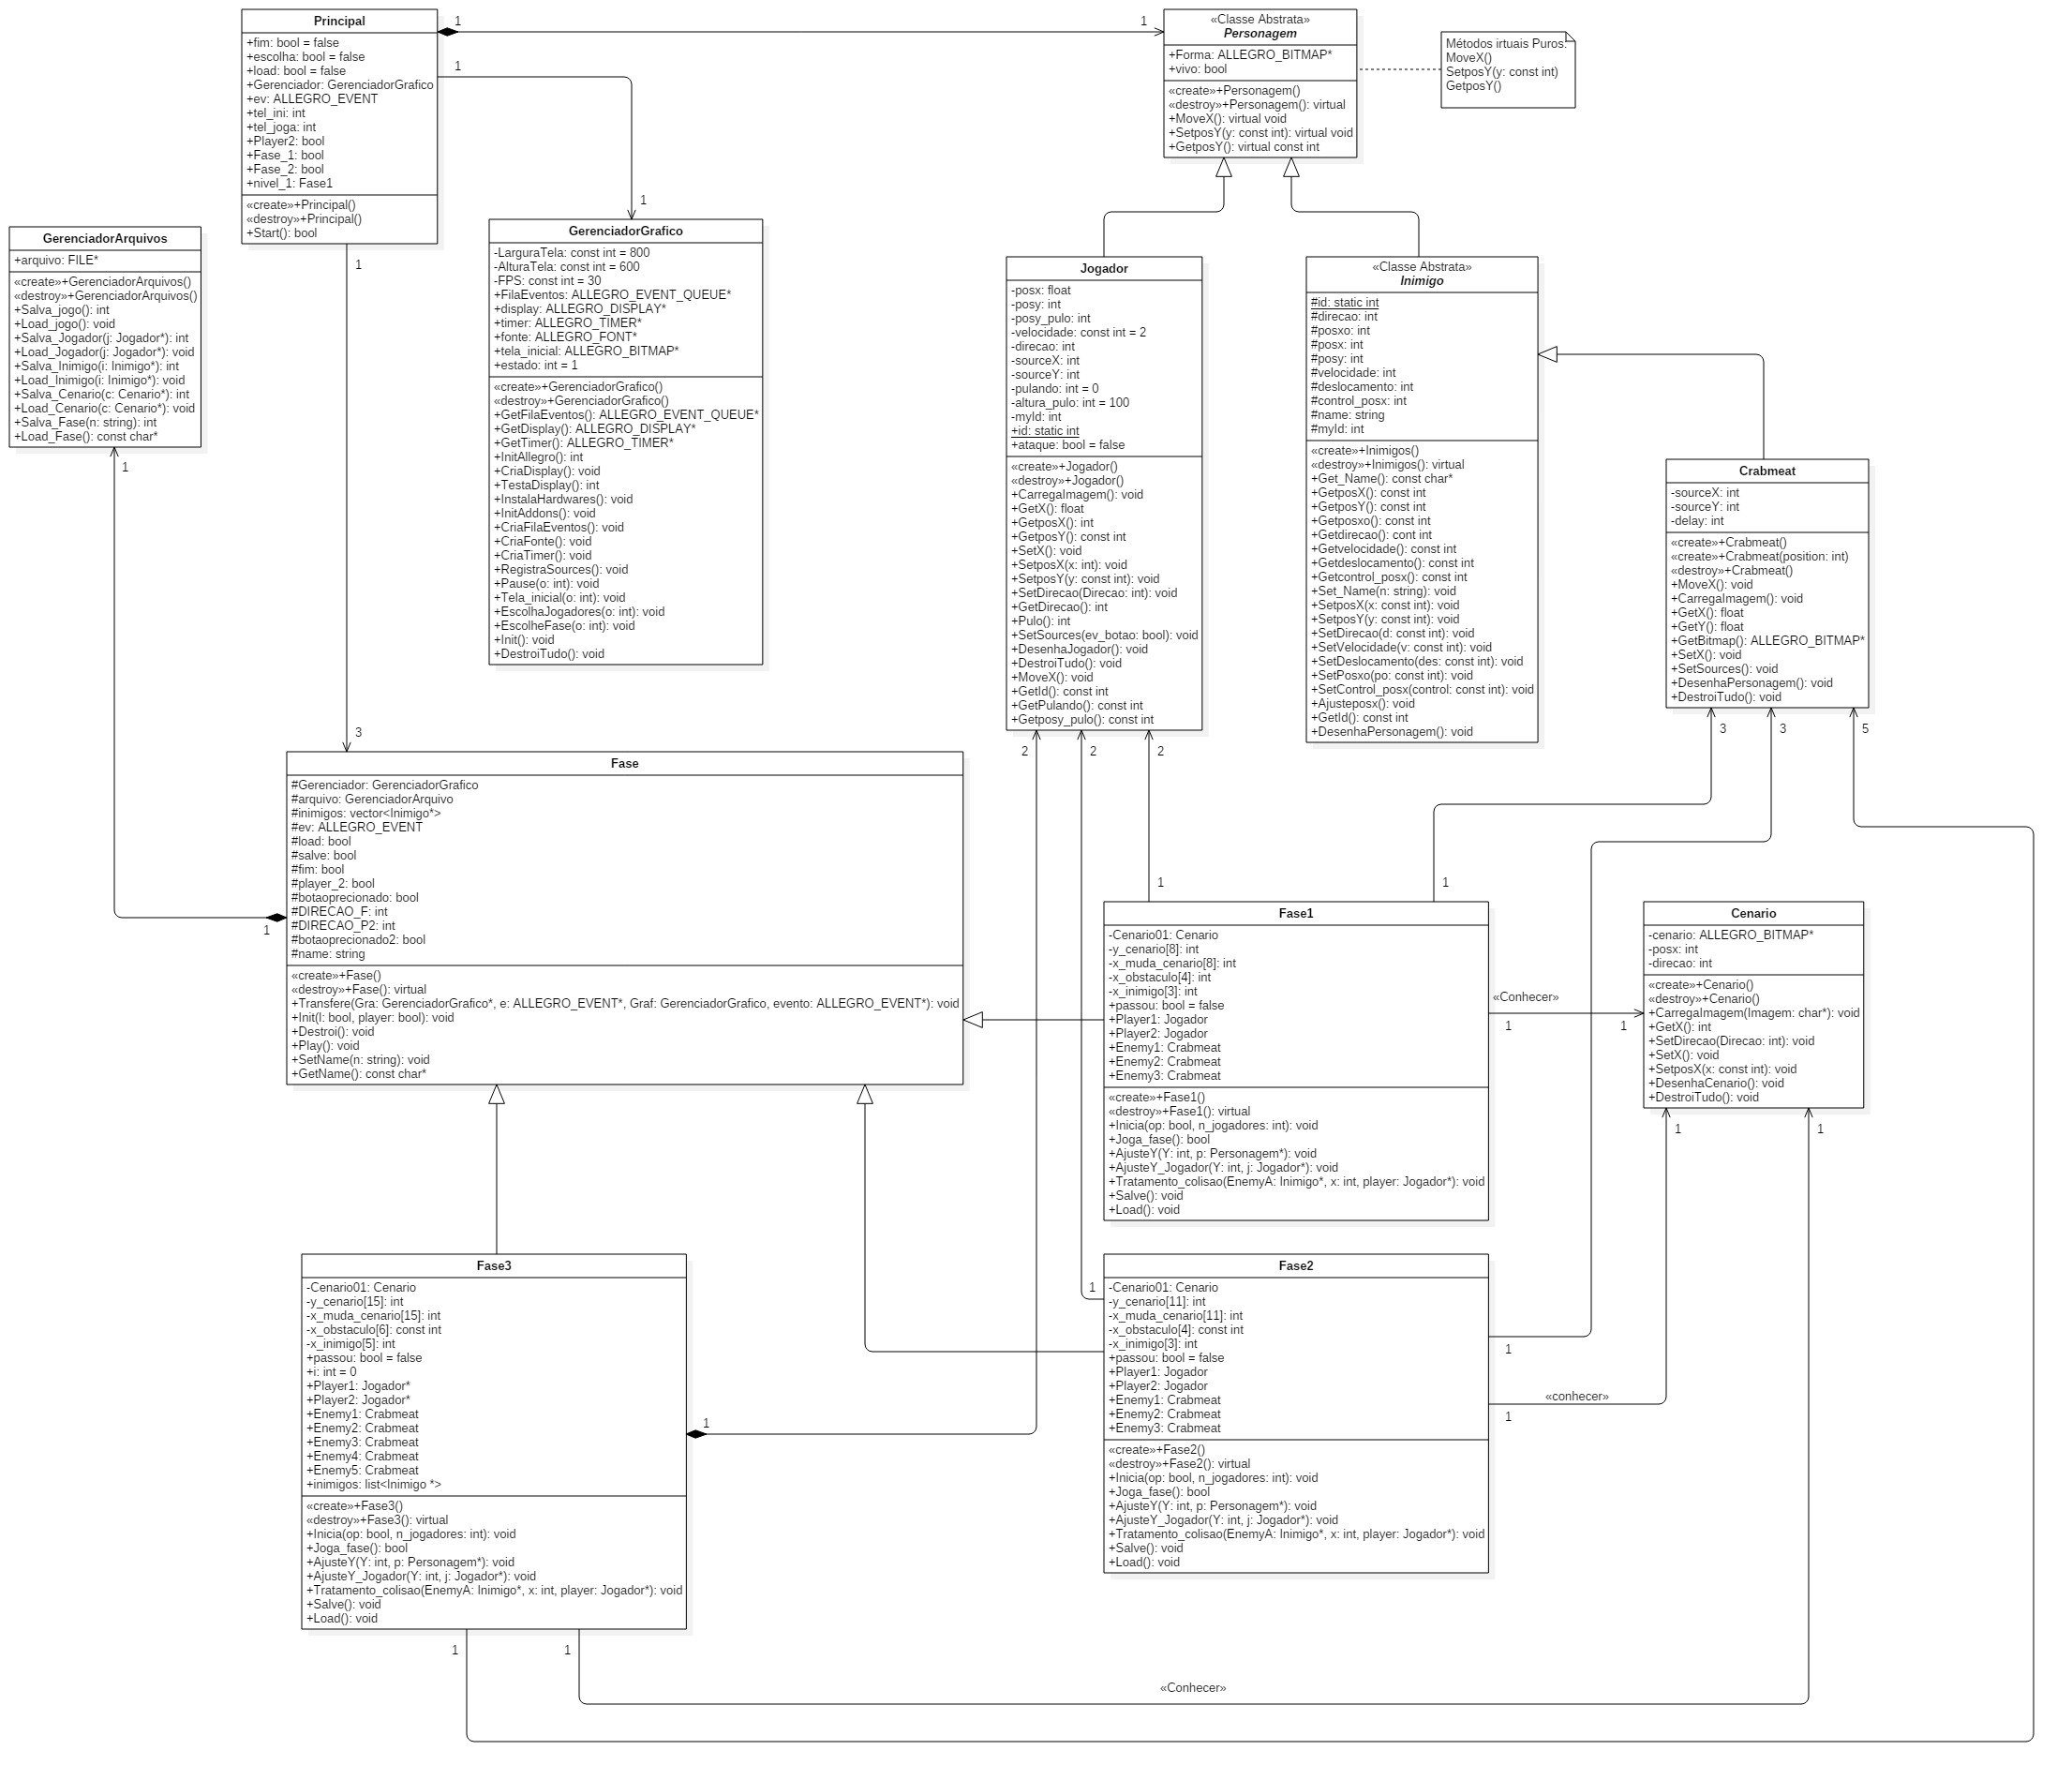 Principal
+fim: bool = false
+escolha: bool = false
+load: bool = false
+Gerenciador: GerenciadorGrafico
+ev: ALLEGRO_EVENT
+tel_ini: int
+tel_joga: int
+Player2: bool
+Fase_1: bool
+Fase_2: bool
+nivel_1: Fase1
«create»+Principal()
«destroy»+Principal()
+Start(): bool
1
1
1
1
1
3
«Classe Abstrata»
Personagem
+Forma: ALLEGRO_BITMAP*
+vivo: bool
«create»+Personagem()
«destroy»+Personagem(): virtual
+MoveX(): virtual void
+SetposY(y: const int): virtual void
+GetposY(): virtual const int
Métodos irtuais Puros:
MoveX()
SetposY(y: const int)
GetposY()
GerenciadorArquivos
+arquivo: FILE*
«create»+GerenciadorArquivos()
«destroy»+GerenciadorArquivos()
+Salva_jogo(): int
+Load_jogo(): void
+Salva_Jogador(j: Jogador*): int
+Load_Jogador(j: Jogador*): void
+Salva_Inimigo(i: Inimigo*): int
+Load_Inimigo(i: Inimigo*): void
+Salva_Cenario(c: Cenario*): int
+Load_Cenario(c: Cenario*): void
+Salva_Fase(n: string): int
+Load_Fase(): const char*
1
1
GerenciadorGrafico
-LarguraTela: const int = 800
-AlturaTela: const int = 600
-FPS: const int = 30
+FilaEventos: ALLEGRO_EVENT_QUEUE*
+display: ALLEGRO_DISPLAY*
+timer: ALLEGRO_TIMER*
+fonte: ALLEGRO_FONT*
+tela_inicial: ALLEGRO_BITMAP*
+estado: int = 1
«create»+GerenciadorGrafico()
«destroy»+GerenciadorGrafico()
+GetFilaEventos(): ALLEGRO_EVENT_QUEUE*
+GetDisplay(): ALLEGRO_DISPLAY*
+GetTimer(): ALLEGRO_TIMER*
+InitAllegro(): int
+CriaDisplay(): void
+TestaDisplay(): int
+InstalaHardwares(): void
+InitAddons(): void
+CriaFilaEventos(): void
+CriaFonte(): void
+CriaTimer(): void
+RegistraSources(): void
+Pause(o: int): void
+Tela_inicial(o: int): void
+EscolhaJogadores(o: int): void
+EscolheFase(o: int): void
+Init(): void
+DestroiTudo(): void
Jogador
-posx: float
-posy: int
-posy_pulo: int
-velocidade: const int = 2
-direcao: int
-sourceX: int
-sourceY: int
-pulando: int = 0
-altura_pulo: int = 100
-myId: int
+id: static int
+ataque: bool = false
«create»+Jogador()
«destroy»+Jogador()
+CarregaImagem(): void
+GetX(): float
+GetposX(): int
+GetposY(): const int
+SetX(): void
+SetposX(x: int): void
+SetposY(y: const int): void
+SetDirecao(Direcao: int): void
+GetDirecao(): int
+Pulo(): int
+SetSources(ev_botao: bool): void
+DesenhaJogador(): void
+DestroiTudo(): void
+MoveX(): void
+GetId(): const int
+GetPulando(): const int
+Getposy_pulo(): const int
2
2
2
«Classe Abstrata»
Inimigo
#id: static int
#direcao: int
#posxo: int
#posx: int
#posy: int
#velocidade: int
#deslocamento: int
#control_posx: int
#name: string
#myId: int
«create»+Inimigos()
«destroy»+Inimigos(): virtual
+Get_Name(): const char*
+GetposX(): const int
+GetposY(): const int
+Getposxo(): const int
+Getdirecao(): cont int
+Getvelocidade(): const int
+Getdeslocamento(): const int
+Getcontrol_posx(): const int
+Set_Name(n: string): void
+SetposX(x: const int): void
+SetposY(y: const int): void
+SetDirecao(d: const int): void
+SetVelocidade(v: const int): void
+SetDeslocamento(des: const int): void
+SetPosxo(po: const int): void
+SetControl_posx(control: const int): void
+Ajusteposx(): void
+GetId(): const int
+DesenhaPersonagem(): void
Crabmeat
-sourceX: int
-sourceY: int
-delay: int
«create»+Crabmeat()
«create»+Crabmeat(position: int)
«destroy»+Crabmeat()
+MoveX(): void
+CarregaImagem(): void
+GetX(): float
+GetY(): float
+GetBitmap(): ALLEGRO_BITMAP*
+SetX(): void
+SetSources(): void
+DesenhaPersonagem(): void
+DestroiTudo(): void
3
3
5
Fase
#Gerenciador: GerenciadorGrafico
#arquivo: GerenciadorArquivo
#inimigos: vector<Inimigo*>
#ev: ALLEGRO_EVENT
#load: bool
#salve: bool
#fim: bool
#player_2: bool
#botaoprecionado: bool
#DIRECAO_F: int
#DIRECAO_P2: int
#botaoprecionado2: bool
#name: string
«create»+Fase()
«destroy»+Fase(): virtual
+Transfere(Gra: GerenciadorGrafico*, e: ALLEGRO_EVENT*, Graf: GerenciadorGrafico, evento: ALLEGRO_EVENT*): void
+Init(l: bool, player: bool): void
+Destroi(): void
+Play(): void
+SetName(n: string): void
+GetName(): const char*
1
1
Fase1
-Cenario01: Cenario
-y_cenario[8]: int
-x_muda_cenario[8]: int
-x_obstaculo[4]: int
-x_inimigo[3]: int
+passou: bool = false
+Player1: Jogador
+Player2: Jogador
+Enemy1: Crabmeat
+Enemy2: Crabmeat
+Enemy3: Crabmeat
«create»+Fase1()
«destroy»+Fase1(): virtual
+Inicia(op: bool, n_jogadores: int): void
+Joga_fase(): bool
+AjusteY(Y: int, p: Personagem*): void
+AjusteY_Jogador(Y: int, j: Jogador*): void
+Tratamento_colisao(EnemyA: Inimigo*, x: int, player: Jogador*): void
+Salve(): void
+Load(): void
«Conhecer»
1
1
Cenario
-cenario: ALLEGRO_BITMAP*
-posx: int
-direcao: int
«create»+Cenario()
«destroy»+Cenario()
+CarregaImagem(Imagem: char*): void
+GetX(): int
+SetDirecao(Direcao: int): void
+SetX(): void
+SetposX(x: const int): void
+DesenhaCenario(): void
+DestroiTudo(): void
1
1
Fase3
-Cenario01: Cenario
-y_cenario[15]: int
-x_muda_cenario[15]: int
-x_obstaculo[6]: const int
-x_inimigo[5]: int
+passou: bool = false
+i: int = 0
+Player1: Jogador*
+Player2: Jogador*
+Enemy1: Crabmeat
+Enemy2: Crabmeat
+Enemy3: Crabmeat
+Enemy4: Crabmeat
+Enemy5: Crabmeat
+inimigos: list<Inimigo *>
«create»+Fase3()
«destroy»+Fase3(): virtual
+Inicia(op: bool, n_jogadores: int): void
+Joga_fase(): bool
+AjusteY(Y: int, p: Personagem*): void
+AjusteY_Jogador(Y: int, j: Jogador*): void
+Tratamento_colisao(EnemyA: Inimigo*, x: int, player: Jogador*): void
+Salve(): void
+Load(): void
1
1
1
Fase2
-Cenario01: Cenario
-y_cenario[11]: int
-x_muda_cenario[11]: int
-x_obstaculo[4]: const int
-x_inimigo[3]: int
+passou: bool = false
+Player1: Jogador
+Player2: Jogador
+Enemy1: Crabmeat
+Enemy2: Crabmeat
+Enemy3: Crabmeat
«create»+Fase2()
«destroy»+Fase2(): virtual
+Inicia(op: bool, n_jogadores: int): void
+Joga_fase(): bool
+AjusteY(Y: int, p: Personagem*): void
+AjusteY_Jogador(Y: int, j: Jogador*): void
+Tratamento_colisao(EnemyA: Inimigo*, x: int, player: Jogador*): void
+Salve(): void
+Load(): void
1
1
«conhecer»
1
«Conhecer»